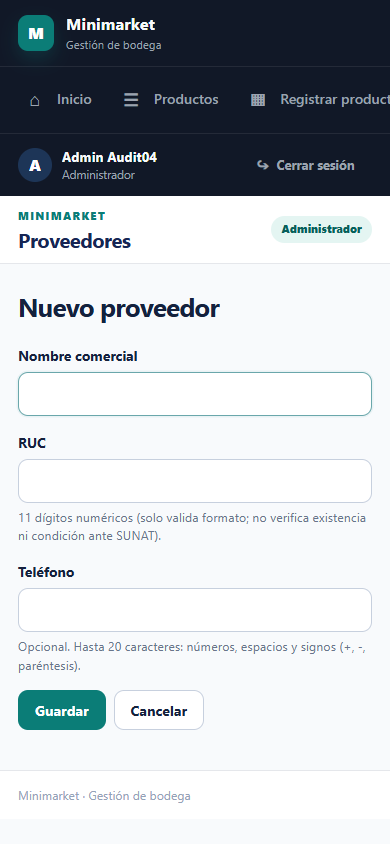 M
Minimarket
Gestión de bodega
Inicio
Productos
Registrar product
A
Admin Audit04
Administrador
Cerrar sesión
MINIMARKET
Proveedores
Administrador
Nuevo proveedor
Nombre comercial
RUC
11 dígitos numéricos (solo valida formato; no verifica existencia
ni condición ante SUNAT).
Teléfono
Opcional. Hasta 20 caracteres: números, espacios y signos (+, -,
paréntesis).
Guardar
Cancelar
Minimarket · Gestión de bodega